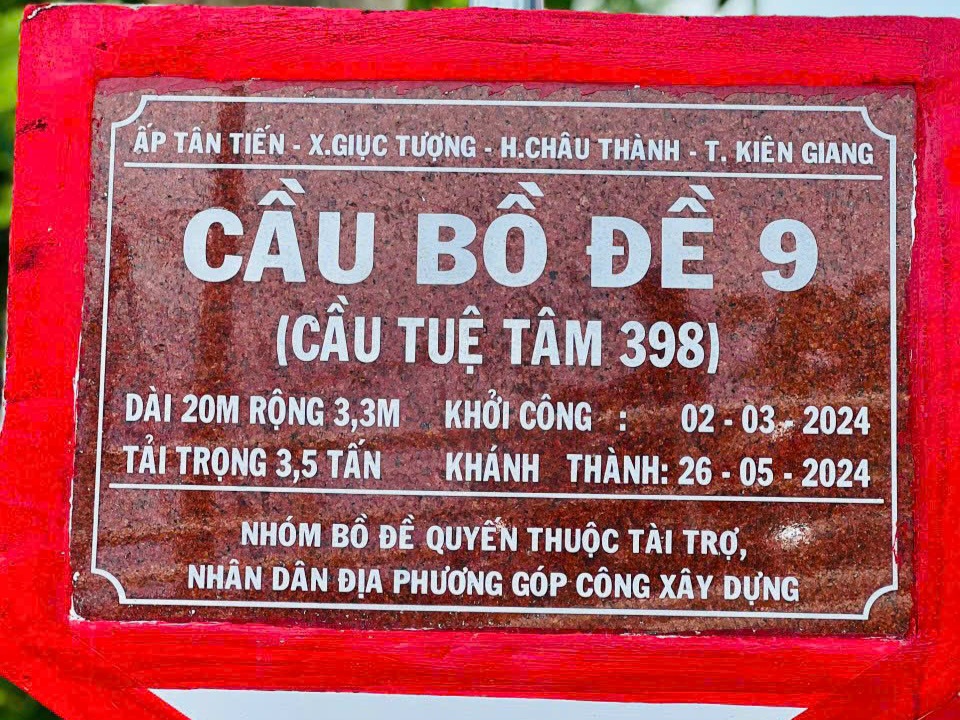 ẤP TÂN TIẾN - X.GIỤC TƯỢNG - H.CHÂU THÀNH - T. KIÊN GIANG
CẦU BỒ ĐỀ 9
(CẦU TUỆ TÂM 398)
DÀI 20M RỘNG 3,3M KHỞI CÔNG : 02 - 03 - 2024
TẢI TRỌNG 3,5 TẤN KHÁNH THÀNH: 26 - 05 - 2024
NHÓM BỒ ĐỀ QUYẾN THUỘC TÀI TRỢ,
NHÂN DÂN ĐỊA PHƯƠNG GÓP CÔNG XÂY DỰNG